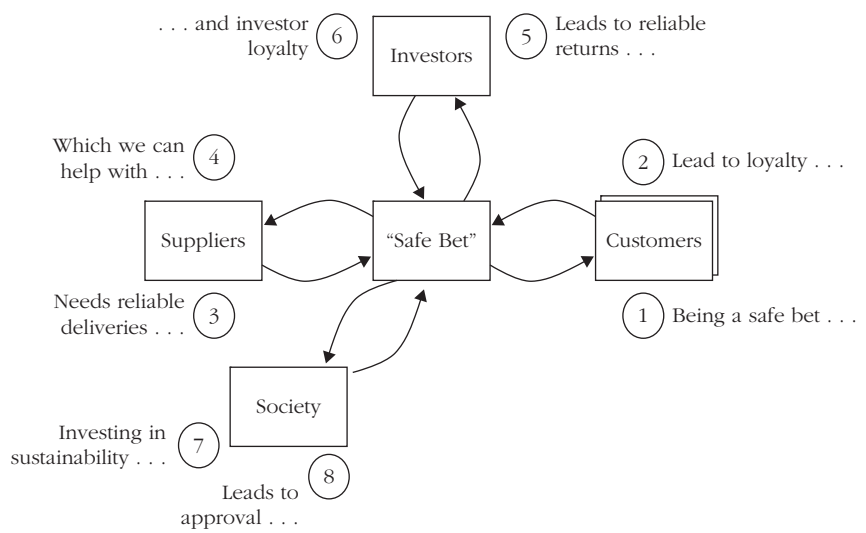 . . . and investor
loyalty
6
Investors
5
Leads to reliable
returns . . .
Which we can
help with . . .
4
2
Lead to loyalty . . .
Suppliers
“Safe Bet”
Customers
Needs reliable
deliveries . . .
3
1
Being a safe bet . . .
Society
Investing in
sustainability . . .
7
8
Leads to
approval . . .